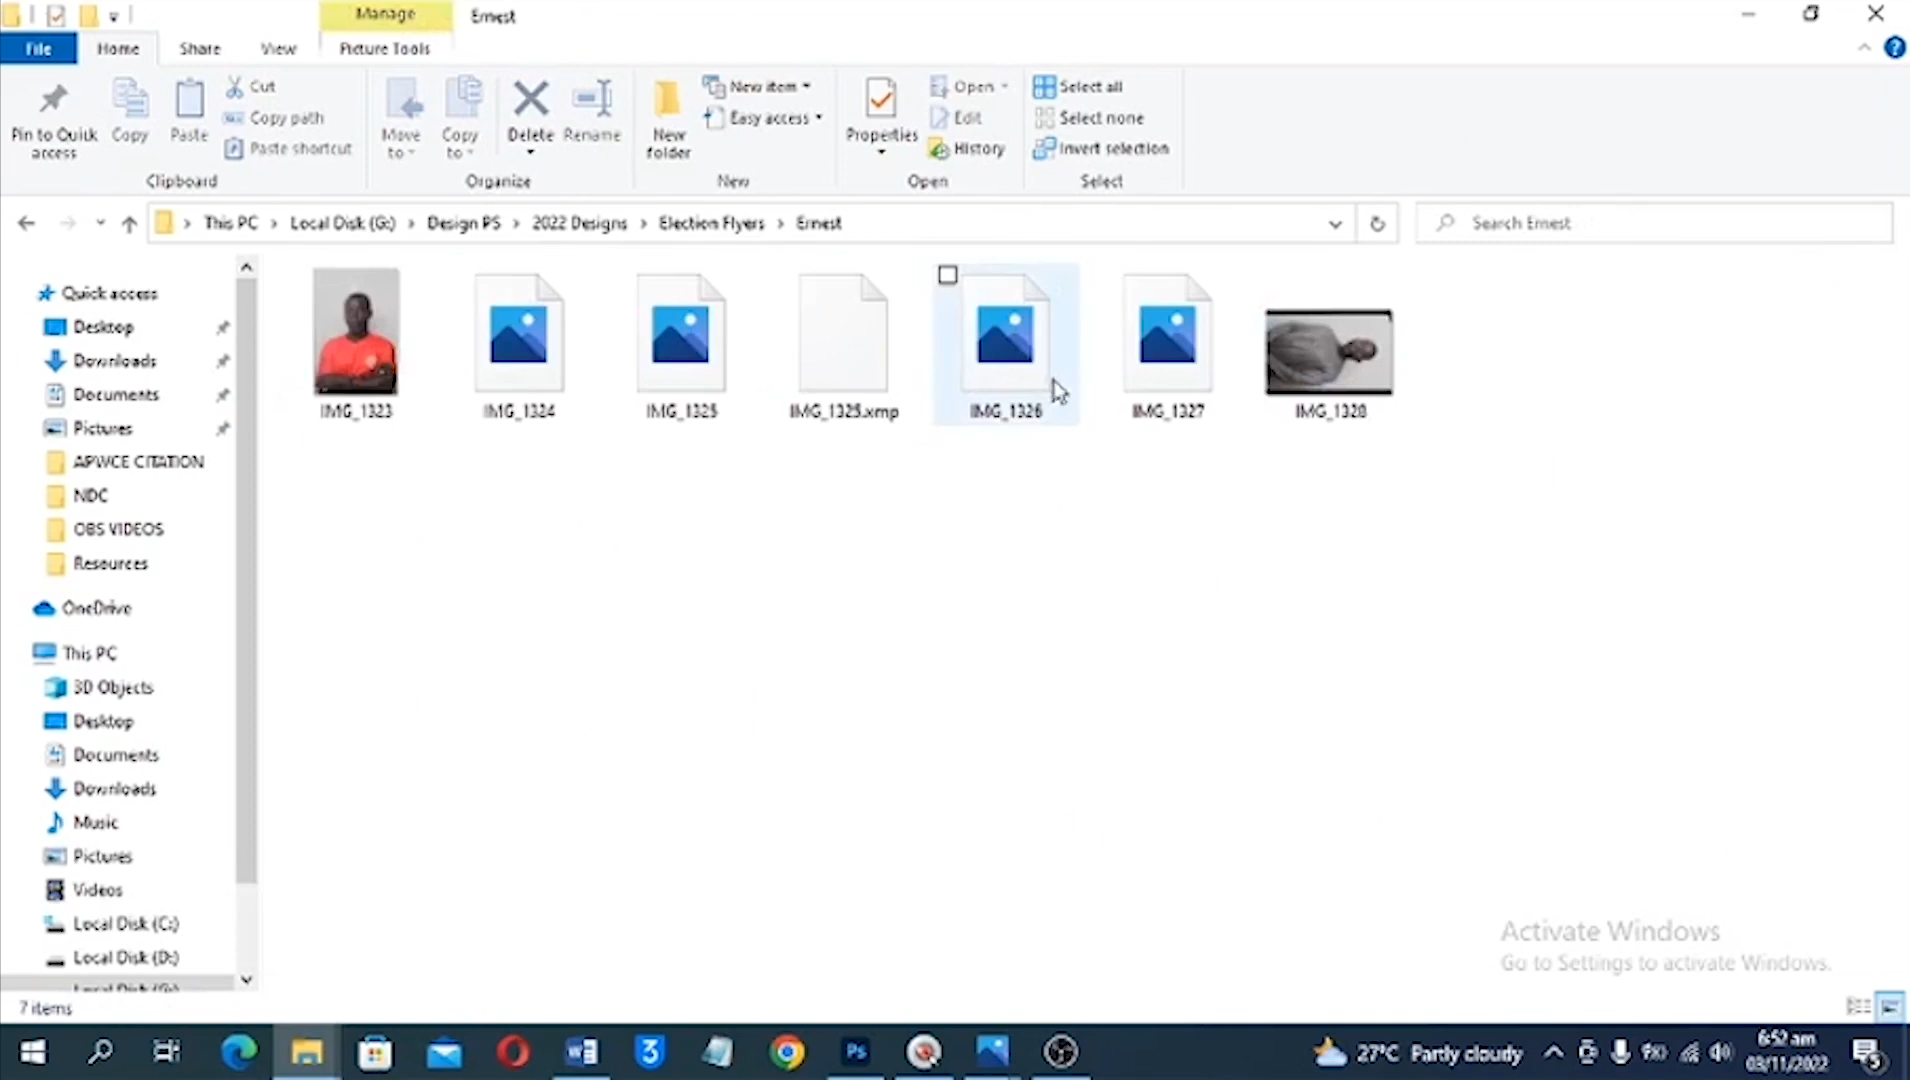 Manage Ernest
File Home Share View Picture Tools
Pin to Quick access
Copy
Paste
Cut
Copy path
Paste shortcut
Clipboard
Move to
Copy to
Delete
Rename
Organize
New folder
New item
Easy access
New
Properties
Open
Edit
History
Open
Select all
Select none
Invert selection
Select
This PC > Local Disk (G:) > Design PS > 2022 Designs > Election Flyers > Ernest
Search Ernest
Quick access
Desktop
Downloads
Documents
Pictures
APWCE CITATION
NDC
OBS VIDEOS
Resources
OneDrive
This PC
3D Objects
Desktop
Documents
Downloads
Music
Pictures
Videos
Local Disk (C:)
Local Disk (D:)
Local Disk (G:)
IMG_1323
IMG_1324
IMG_1325
IMG_1325.xmp
IMG_1326
IMG_1327
IMG_1328
Activate Windows
Go to Settings to activate Windows.
7 items
W 3 Ps
27°C Partly cloudy
6:52 am
03/11/2022
5